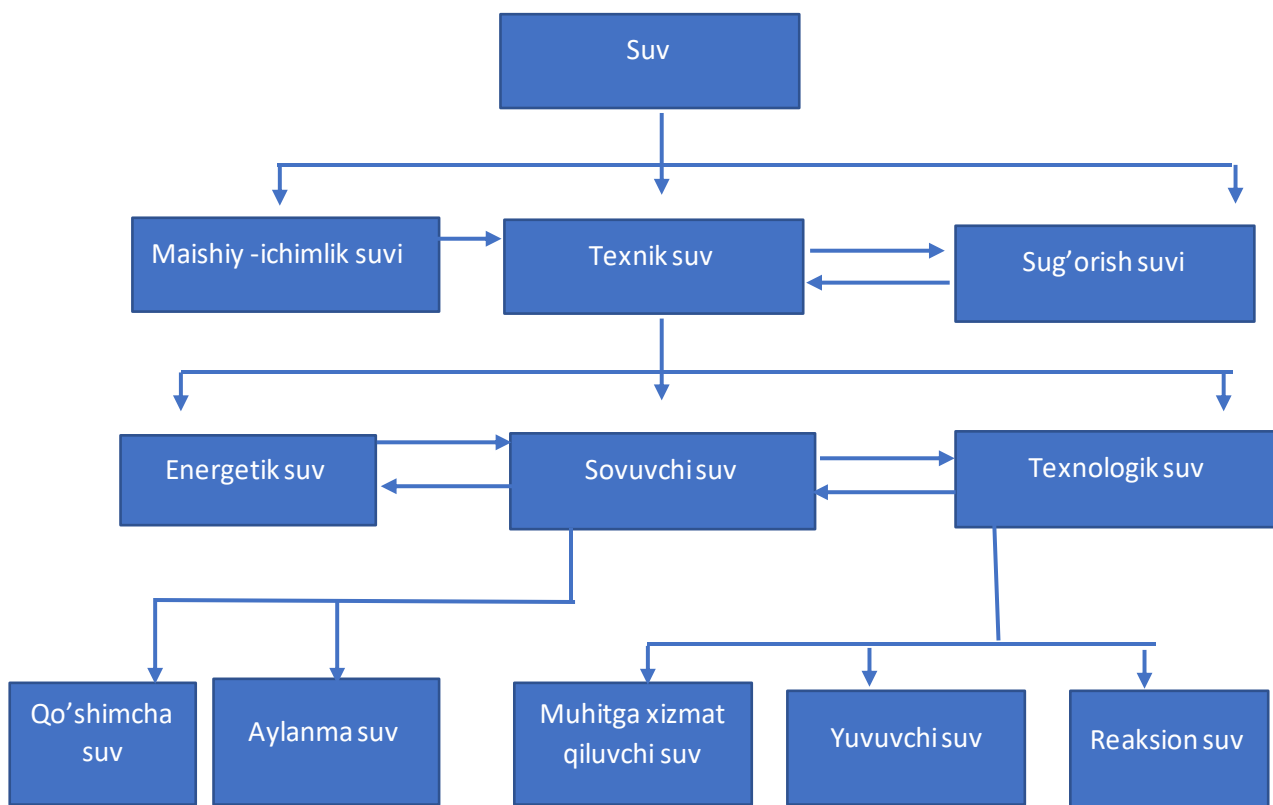 Suv
Maishiy -ichimlik suvi
Texnik suv
Sug’orish suvi
Energetik suv
Sovuvchi suv
Texnologik suv
Qo’shimcha
suv
Aylanma suv
Muhitga xizmat
qiluvchi suv
Yuvuvchi suv
Reaksion suv